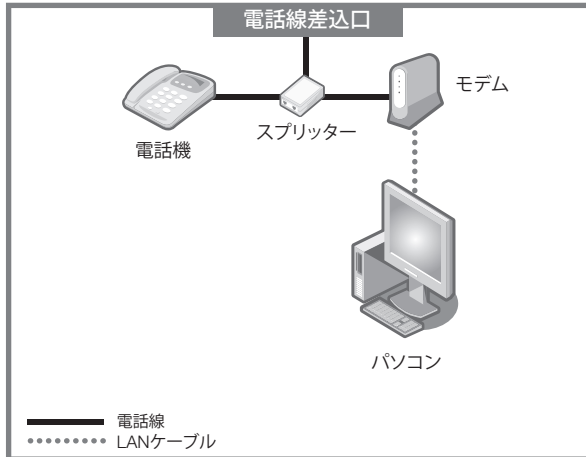 電話線差込口
モデム
スプリッター
電話機
パソコン
電話線
LANケーブル